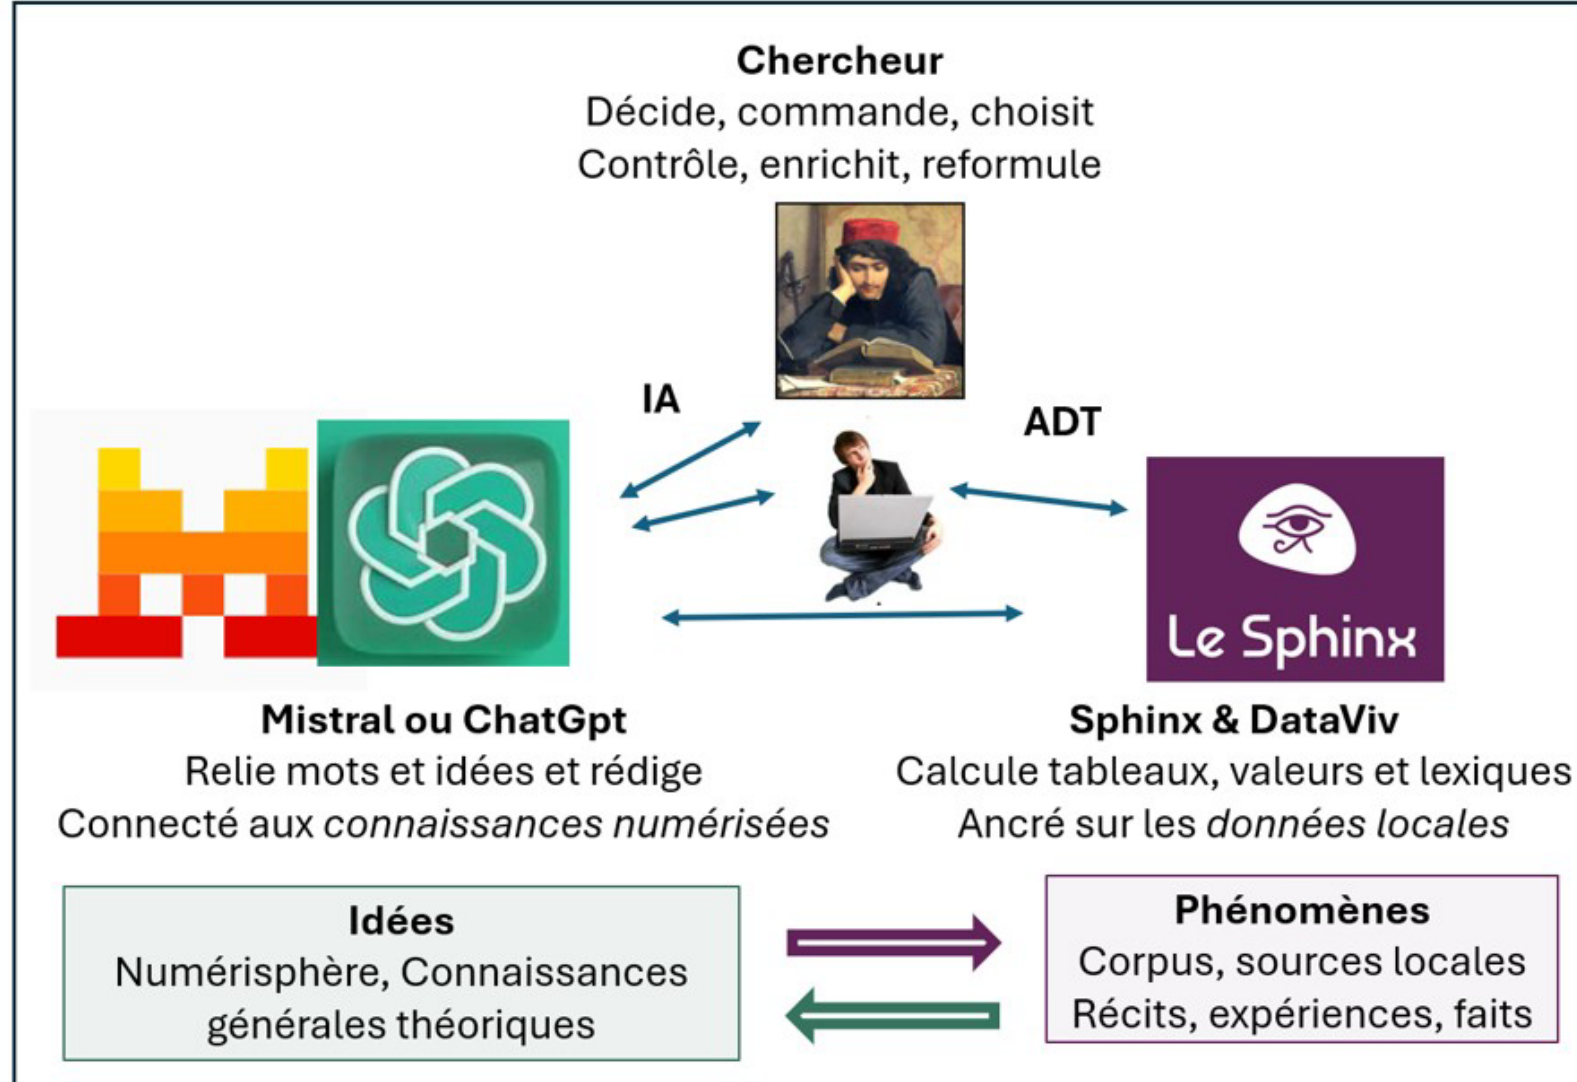 Chercheur
Décide, commande, choisit
Contrôle, enrichit, reformule
IA
ADT
Le Sphinx
Mistral ou ChatGpt
Relie mots et idées et rédige
Connecté aux connaissances numérisées
Sphinx & DataViv
Calcule tableaux, valeurs et lexiques
Ancré sur les données locales
Idées
Numérisphère, Connaissances
générales théoriques
Phénomènes
Corpus, sources locales
Récits, expériences, faits